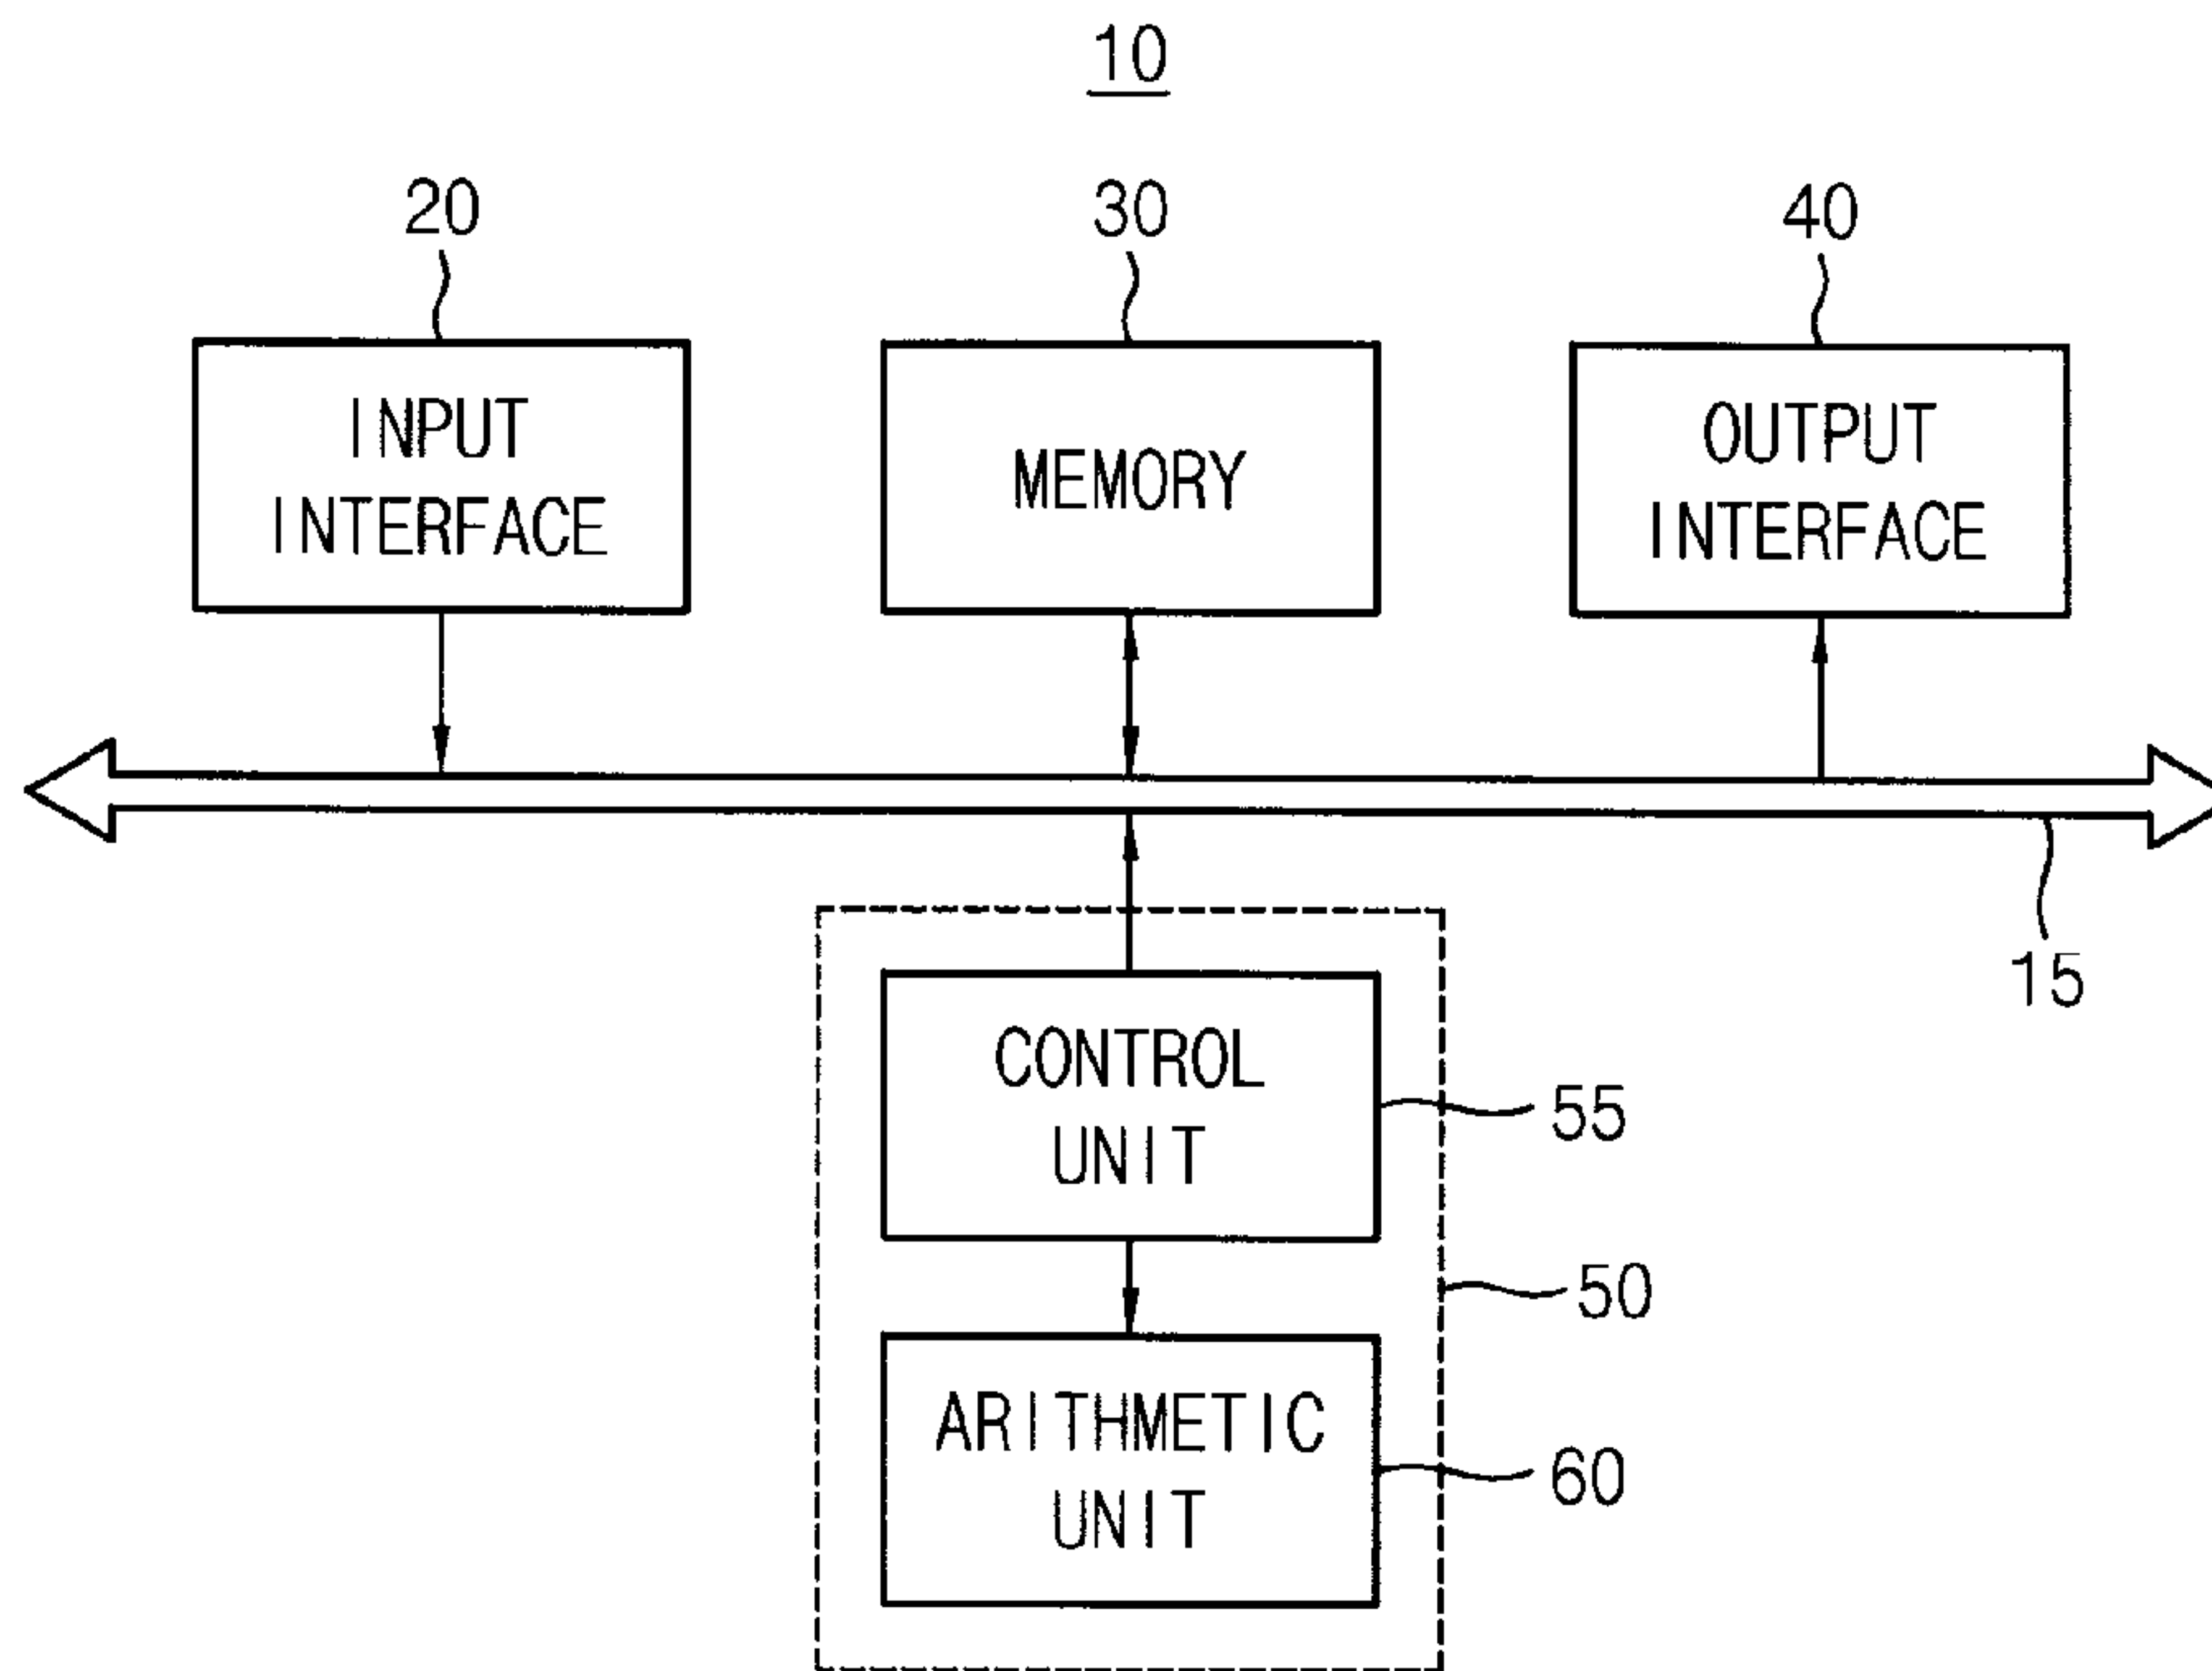 10
20
30
40
INPUT
INTERFACE
MEMORY
OUTPUT
INTERFACE
15
CONTROL
UNIT
55
50
ARITHMETIC
UNIT
60